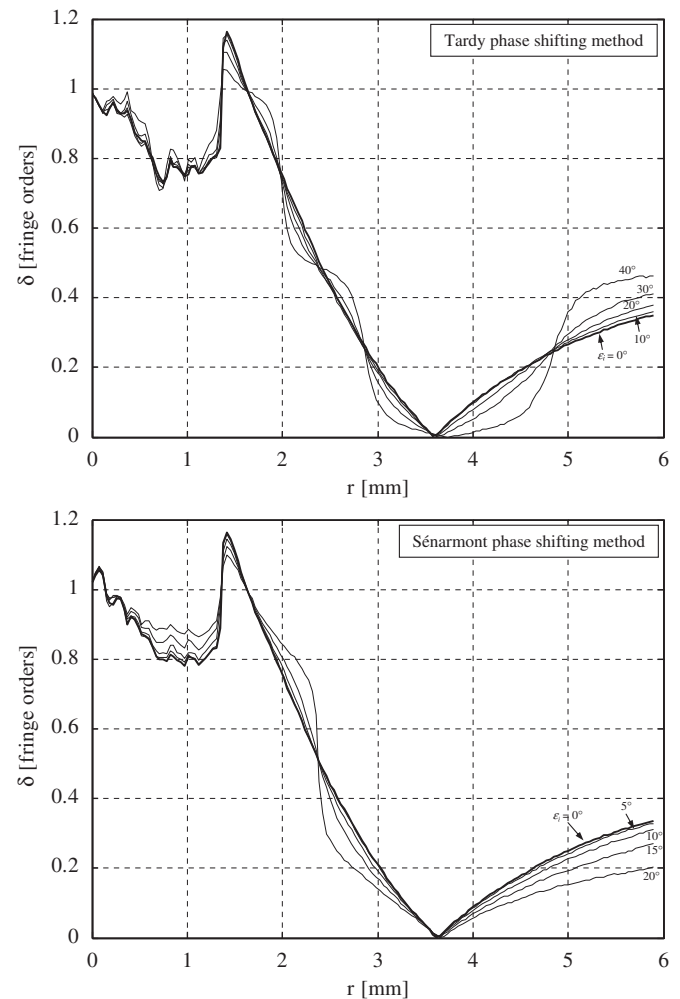 1.2
Tardy phase shifting method
1
0.8
δ [fringe orders]
0.6
0.4
40°
30°
20°
10°
εᵢ = 0°
0.2
0
0 1 2 3 4 5 6
r [mm]
1.2
Sénarmont phase shifting method
1
0.8
δ [fringe orders]
0.6
0.4
εᵢ = 0°
5°
10°
15°
20°
0.2
0
0 1 2 3 4 5 6
r [mm]